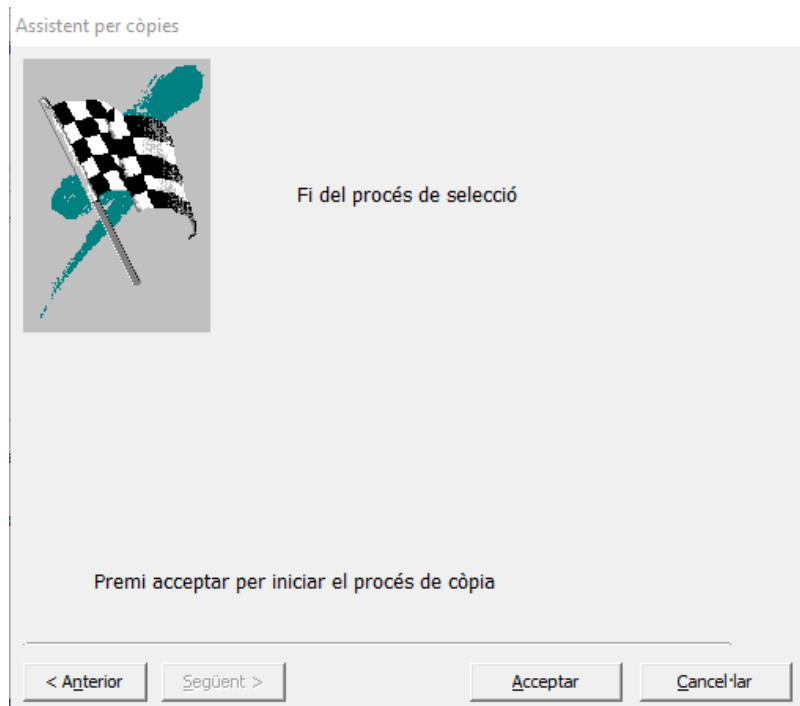 Assistent per còpies
Fi del procés de selecció
Premi acceptar per iniciar el procés de còpia
< Anterior
Següent >
Acceptar
Cancel·lar